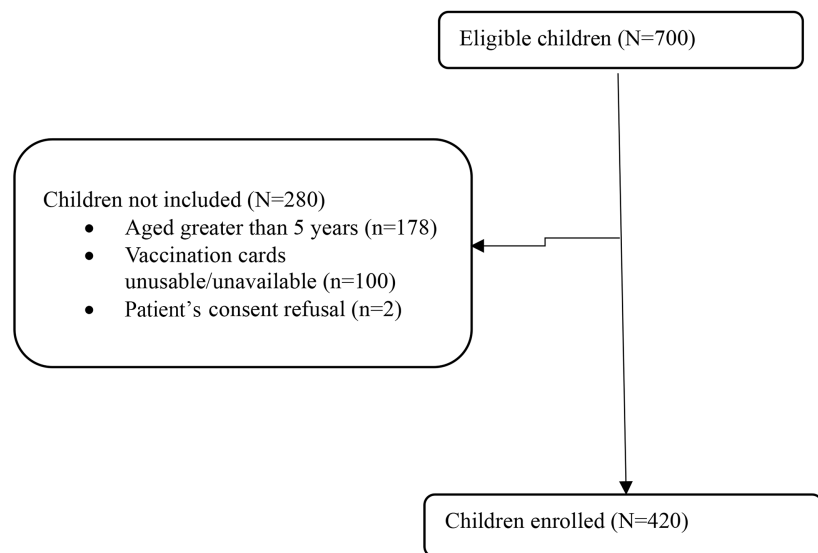 Eligible children (N=700)
Children not included (N=280)
• Aged greater than 5 years (n=178)
• Vaccination cards
unusable/unavailable (n=100)
• Patient’s consent refusal (n=2)
Children enrolled (N=420)